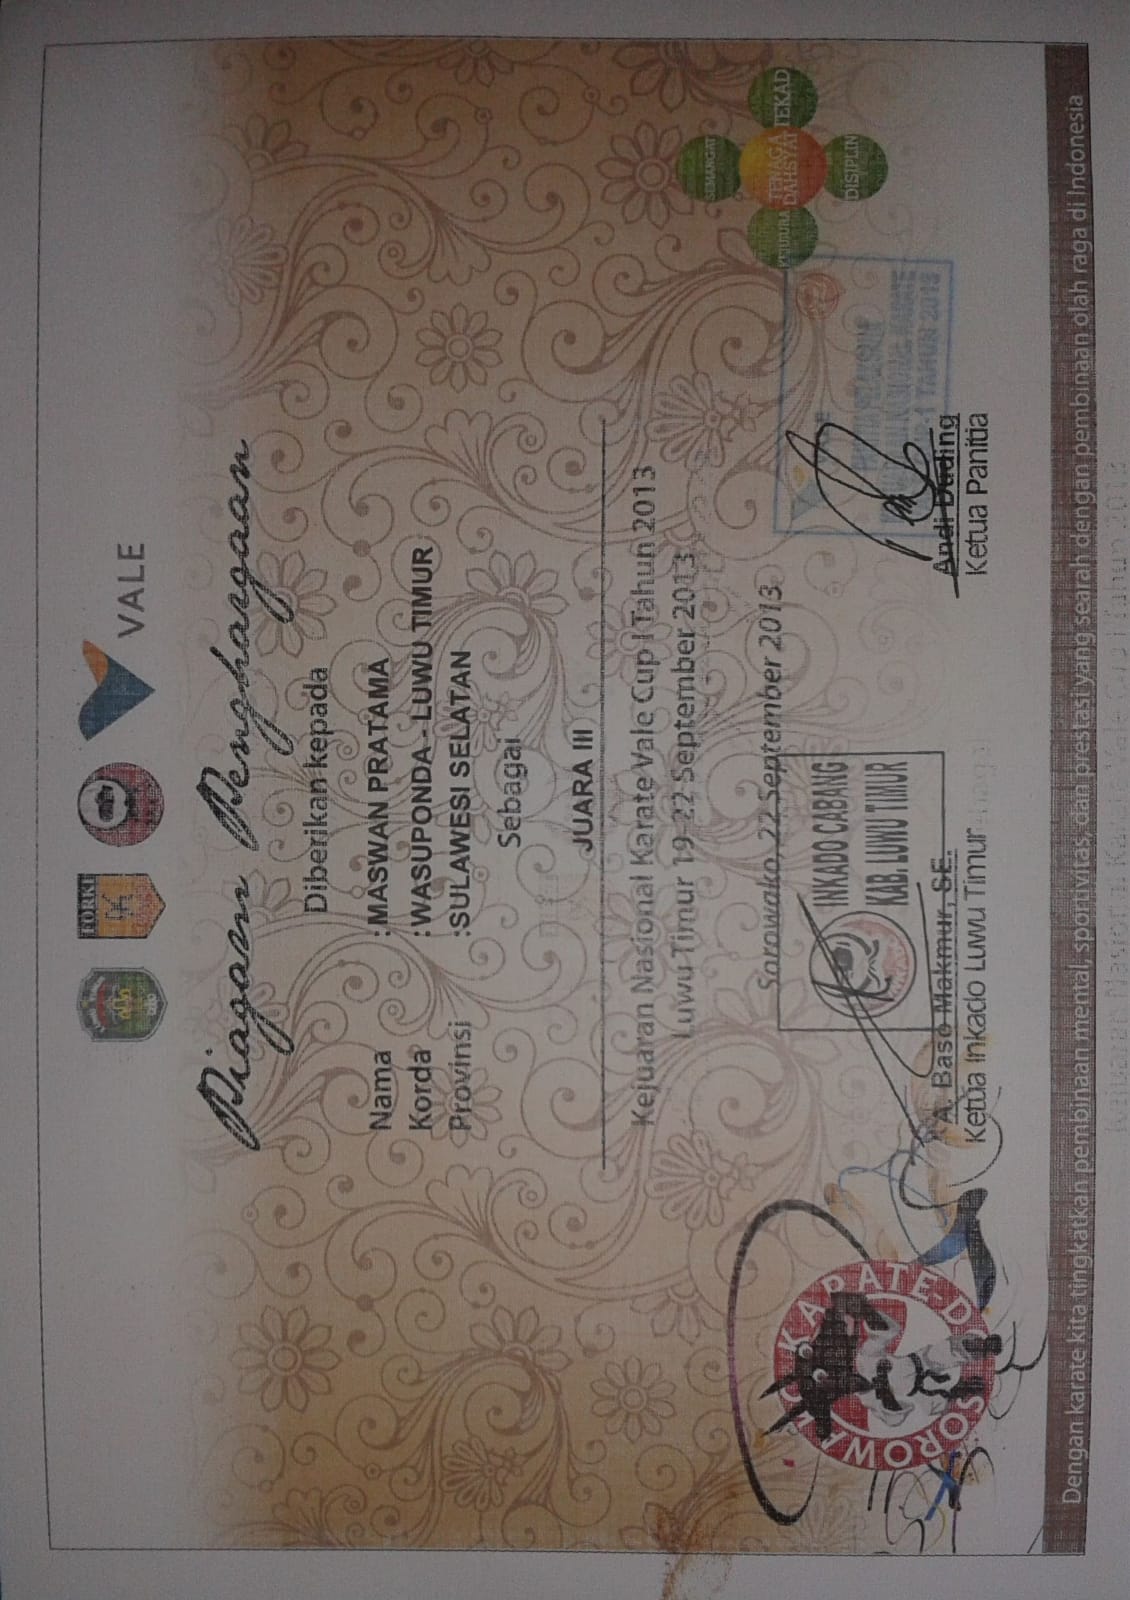 LUWU TIMUR
FORKI
VALE
Piagam Penghargaan
Diberikan kepada
Nama : MASWAN PRATAMA
Korda : WASUPONDA - LUWU TIMUR
Provinsi : SULAWESI SELATAN
Sebagai
JUARA III
Kejuaran Nasional Karate Vale Cup I Tahun 2013
Luwu Timur 19-22 September 2013
Sorowako, 22 September 2013
SEMANGAT
TENAGA DAHSYAT
TEKAD
DISIPLIN
SOROWAKO KARATE-DO
INKADO CABANG
KAB. LUWU TIMUR
VALE
PANITIA PELAKSANA
KEJUARAAN NASIONAL KARATE
1 TAHUN 2013
A. Baso Makmur, SE.
Ketua Inkado Luwu Timur
Andi Duding
Ketua Panitia
Dengan karate kita tingkatkan pembinaan mental, sportivitas, dan prestasi yang searah dengan pembinaan olah raga di Indonesia
Kejuaran Nasional Karate Vale Cup I Tahun 2013